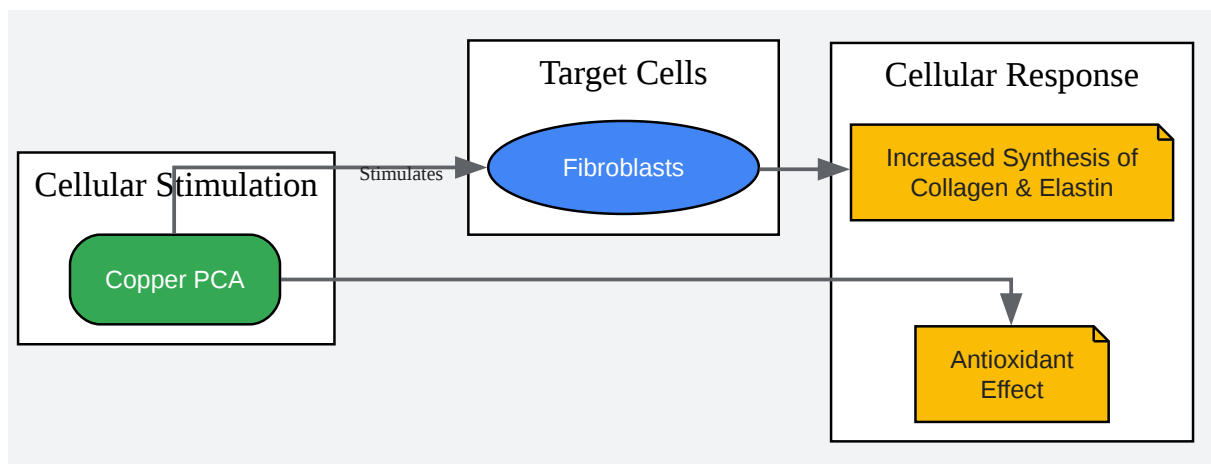 Target Cells
Cellular Response
Increased Synthesis of
Collagen & Elastin
Fibroblasts
Stimulates
Cellular Stimulation
Copper PCA
Antioxidant
Effect